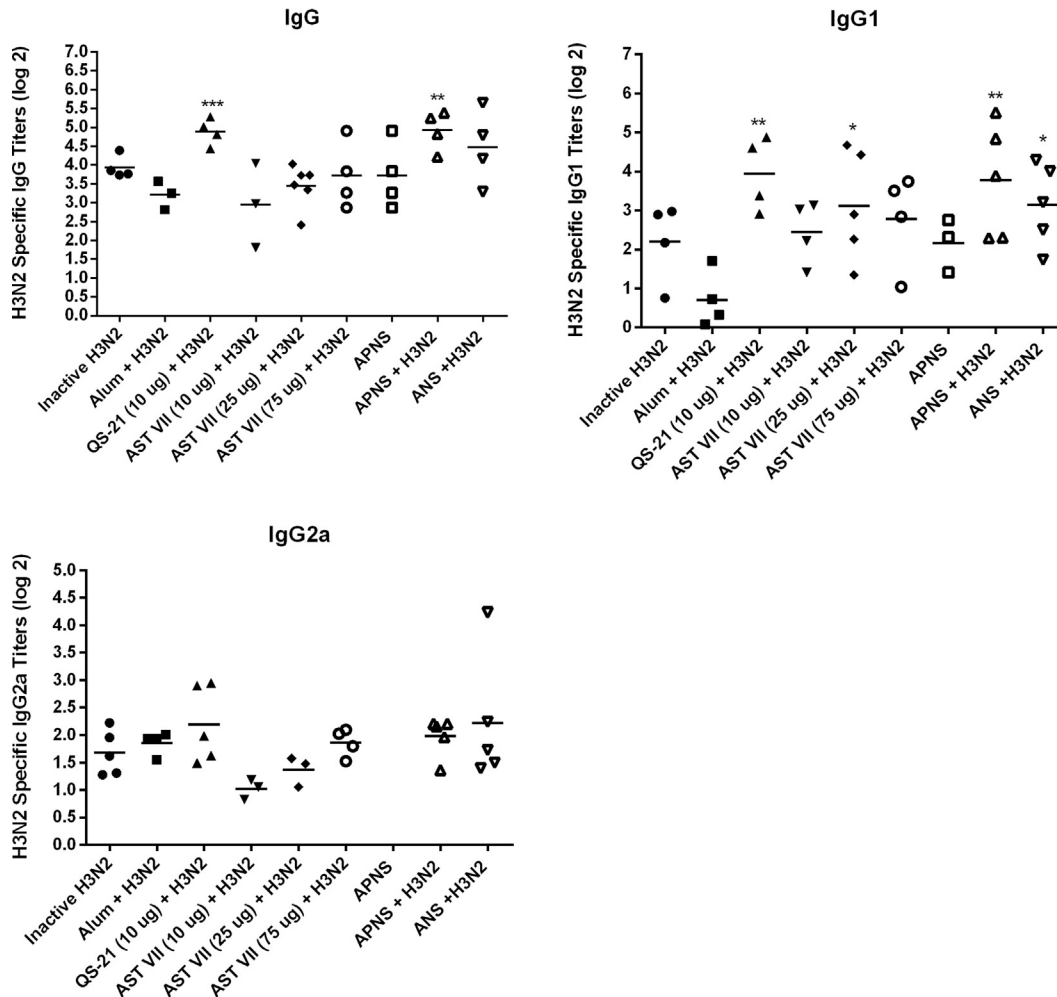 IgG
H3N2 Specific IgG Titers (log 2)
7.0
6.5
6.0
5.5
5.0
4.5
4.0
3.5
3.0
2.5
2.0
1.5
1.0
0.5
0.0
***
**
Inactive H3N2
Alum + H3N2
QS-21 (10 ug) + H3N2
AST VII (10 ug) + H3N2
AST VII (25 ug) + H3N2
AST VII (75 ug) + H3N2
APNS
APNS + H3N2
ANS +H3N2
IgG1
H3N2 Specific IgG1 Titers (log 2)
7
6
5
4
3
2
1
0
**
*
**
*
Inactive H3N2
Alum + H3N2
QS-21 (10 ug) + H3N2
AST VII (10 ug) + H3N2
AST VII (25 ug) + H3N2
AST VII (75 ug) + H3N2
APNS
APNS + H3N2
ANS +H3N2
IgG2a
H3N2 Specific IgG2a Titers (log 2)
5.0
4.5
4.0
3.5
3.0
2.5
2.0
1.5
1.0
0.5
0.0
Inactive H3N2
Alum + H3N2
QS-21 (10 ug) + H3N2
AST VII (10 ug) + H3N2
AST VII (25 ug) + H3N2
AST VII (75 ug) + H3N2
APNS
APNS + H3N2
ANS +H3N2